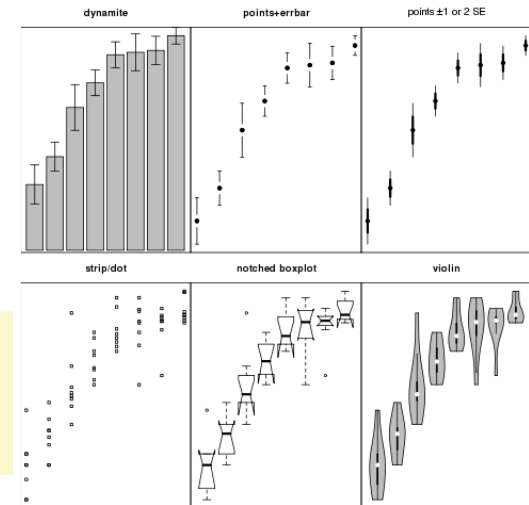 dynamite
points+errbar
points ±1 or 2 SE
strip/dot
notched boxplot
violin